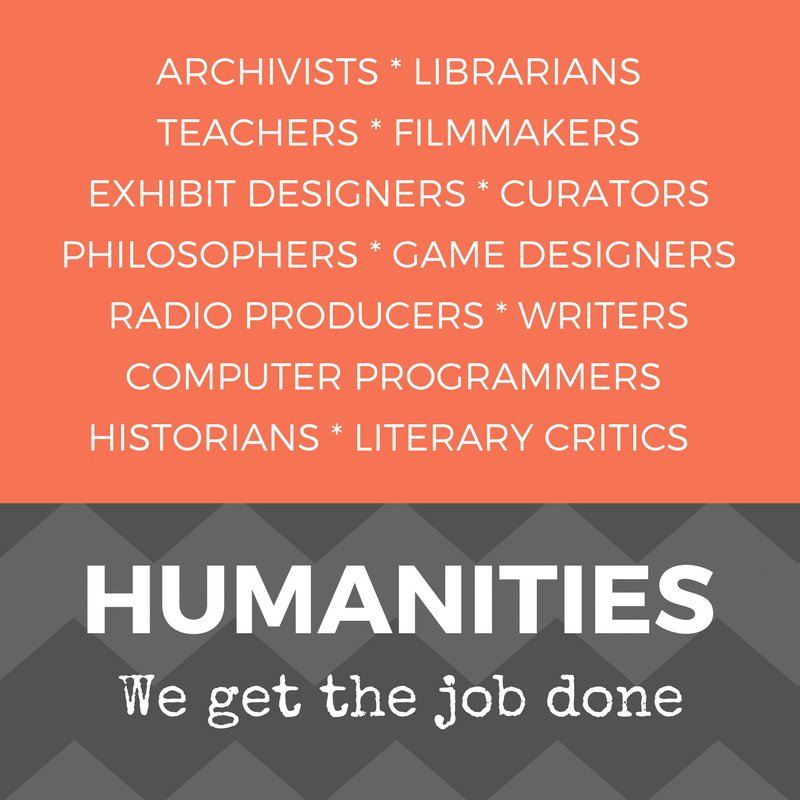 ARCHIVISTS * LIBRARIANS
TEACHERS * FILMMAKERS
EXHIBIT DESIGNERS * CURATORS
PHILOSOPHERS * GAME DESIGNERS
RADIO PRODUCERS * WRITERS
COMPUTER PROGRAMMERS
HISTORIANS * LITERARY CRITICS
HUMANITIES
We get the job done